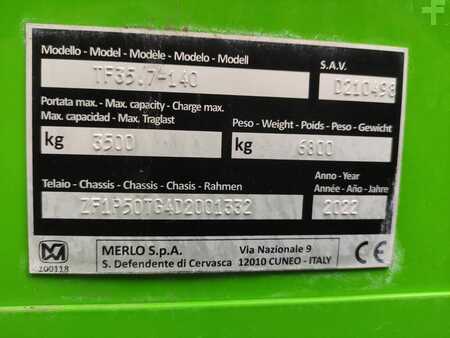 Modello - Model - Modèle - Modelo - Modell
S.A.V.
TF35.7-140
D210498
Portata max. - Max. capacity - Charge max.
Max. capacidad - Max. Traglast
Peso - Weight - Poids - Peso - Gewicht
kg 3500
kg 6800
Telaio - Chassis - Chassis - Chasis - Rahmen
Anno - Year
Année - Año - Jahre
ZF1P50TG4D2001332
2022
MERLO S.p.A.
S. Defendente di Cervasca
Via Nazionale 9
12010 CUNEO - ITALY
CE
200118